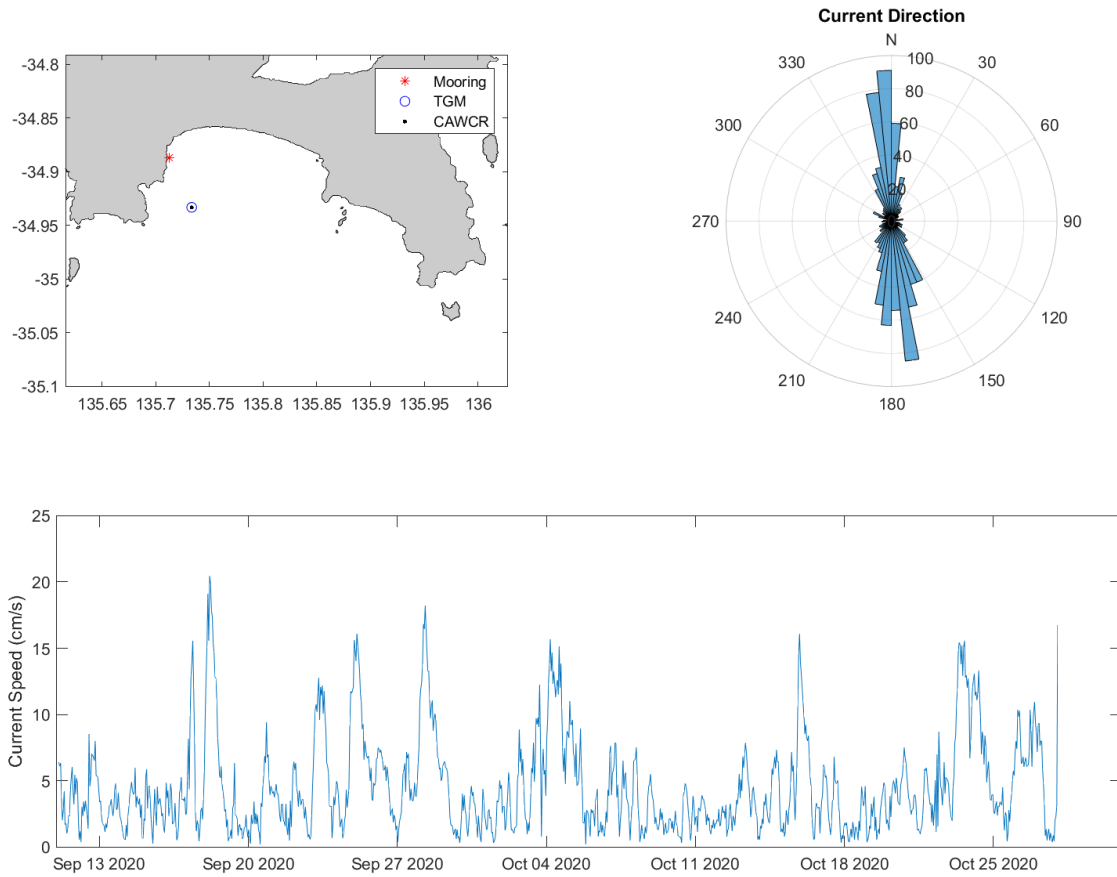 -34.8
-34.85
-34.9
-34.95
-35
-35.05
-35.1
135.65 135.7 135.75 135.8 135.85 135.9 135.95 136
Mooring
TGM
CAWCR
Current Direction
N
330 100 30
80
300 60 60
40
20
270 90
240 120
210 150
180
25
20
15
10
5
0
Current Speed (cm/s)
Sep 13 2020 Sep 20 2020 Sep 27 2020 Oct 04 2020 Oct 11 2020 Oct 18 2020 Oct 25 2020